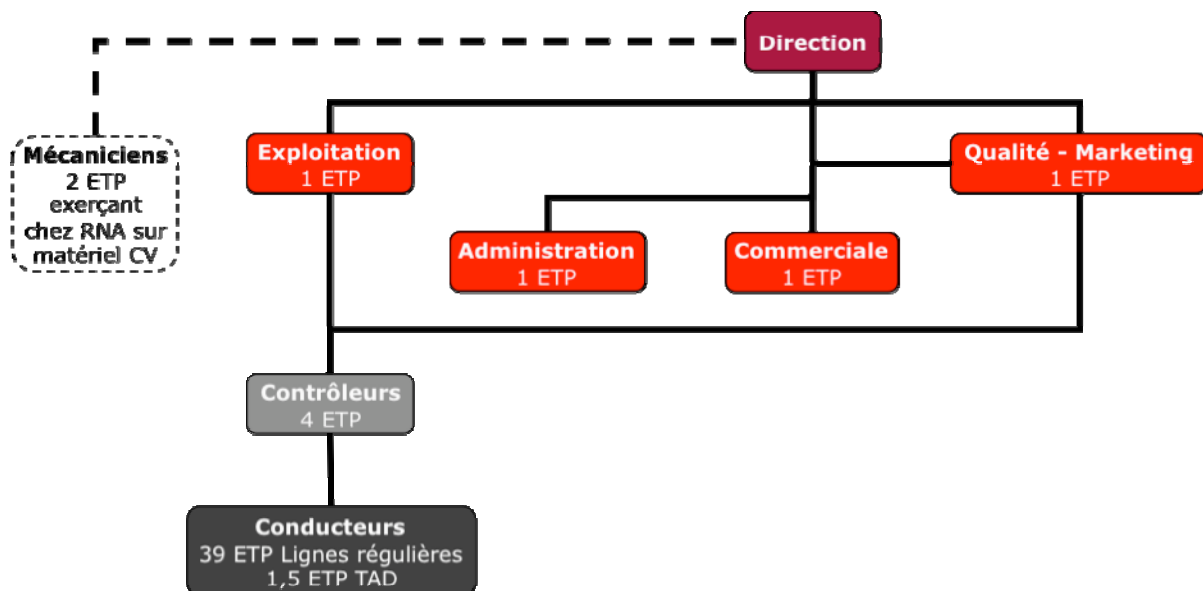 Direction
Mécaniciens
2 ETP
exerçant
chez RNA sur
matériel CV
Exploitation
1 ETP
Qualité - Marketing
1 ETP
Administration
1 ETP
Commerciale
1 ETP
Contrôleurs
4 ETP
Conducteurs
39 ETP Lignes régulières
1,5 ETP TAD